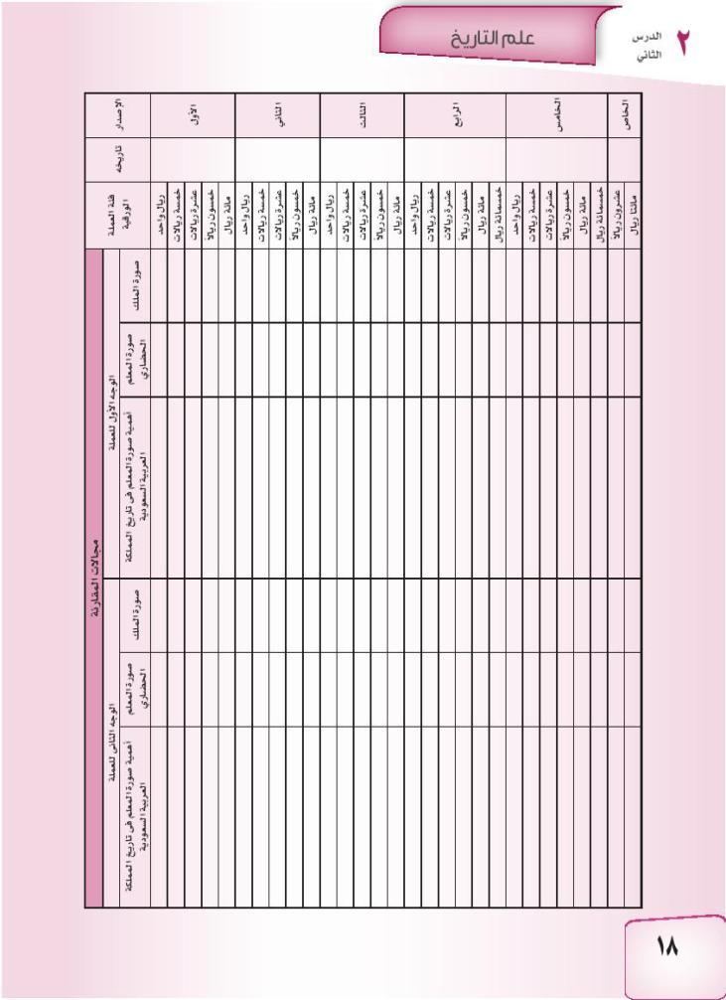 علم التاريخ
٢
الدرس
الثاني
الإصدار
تاريخه
فئة العملة
الورقية
مجالات المقارنة
الوجه الأول للعملة
صورة الملك
صورة المعلم
الحضاري
أهمية صورة المعلم في تاريخ المملكة
العربية السعودية
الوجه الثاني للعملة
صورة الملك
صورة المعلم
الحضاري
أهمية صورة المعلم في تاريخ المملكة
العربية السعودية
الأول
ريال واحد
خمسة ريالات
عشرة ريالات
خمسون ريالاً
مائة ريال
الثاني
ريال واحد
خمسة ريالات
عشرة ريالات
خمسون ريالاً
مائة ريال
الثالث
ريال واحد
خمسة ريالات
عشرة ريالات
خمسون ريالاً
مائة ريال
الرابع
ريال واحد
خمسة ريالات
عشرة ريالات
خمسون ريالاً
مائة ريال
خمسمائة ريال
الخامس
ريال واحد
خمسة ريالات
عشرة ريالات
خمسون ريالاً
مائة ريال
خمسمائة ريال
الخاص
عشرون ريالاً
مائتا ريال
١٨